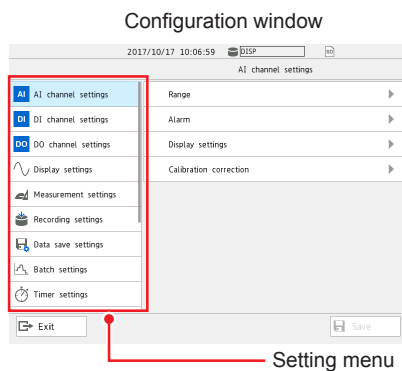 Configuration window
2017/10/17 10:06:59 DISP SD
AI channel settings
AI AI channel settings
Range
DI DI channel settings
Alarm
DO DO channel settings
Display settings
Display settings
Calibration correction
Measurement settings
Recording settings
Data save settings
Batch settings
Timer settings
Exit
Save
Setting menu